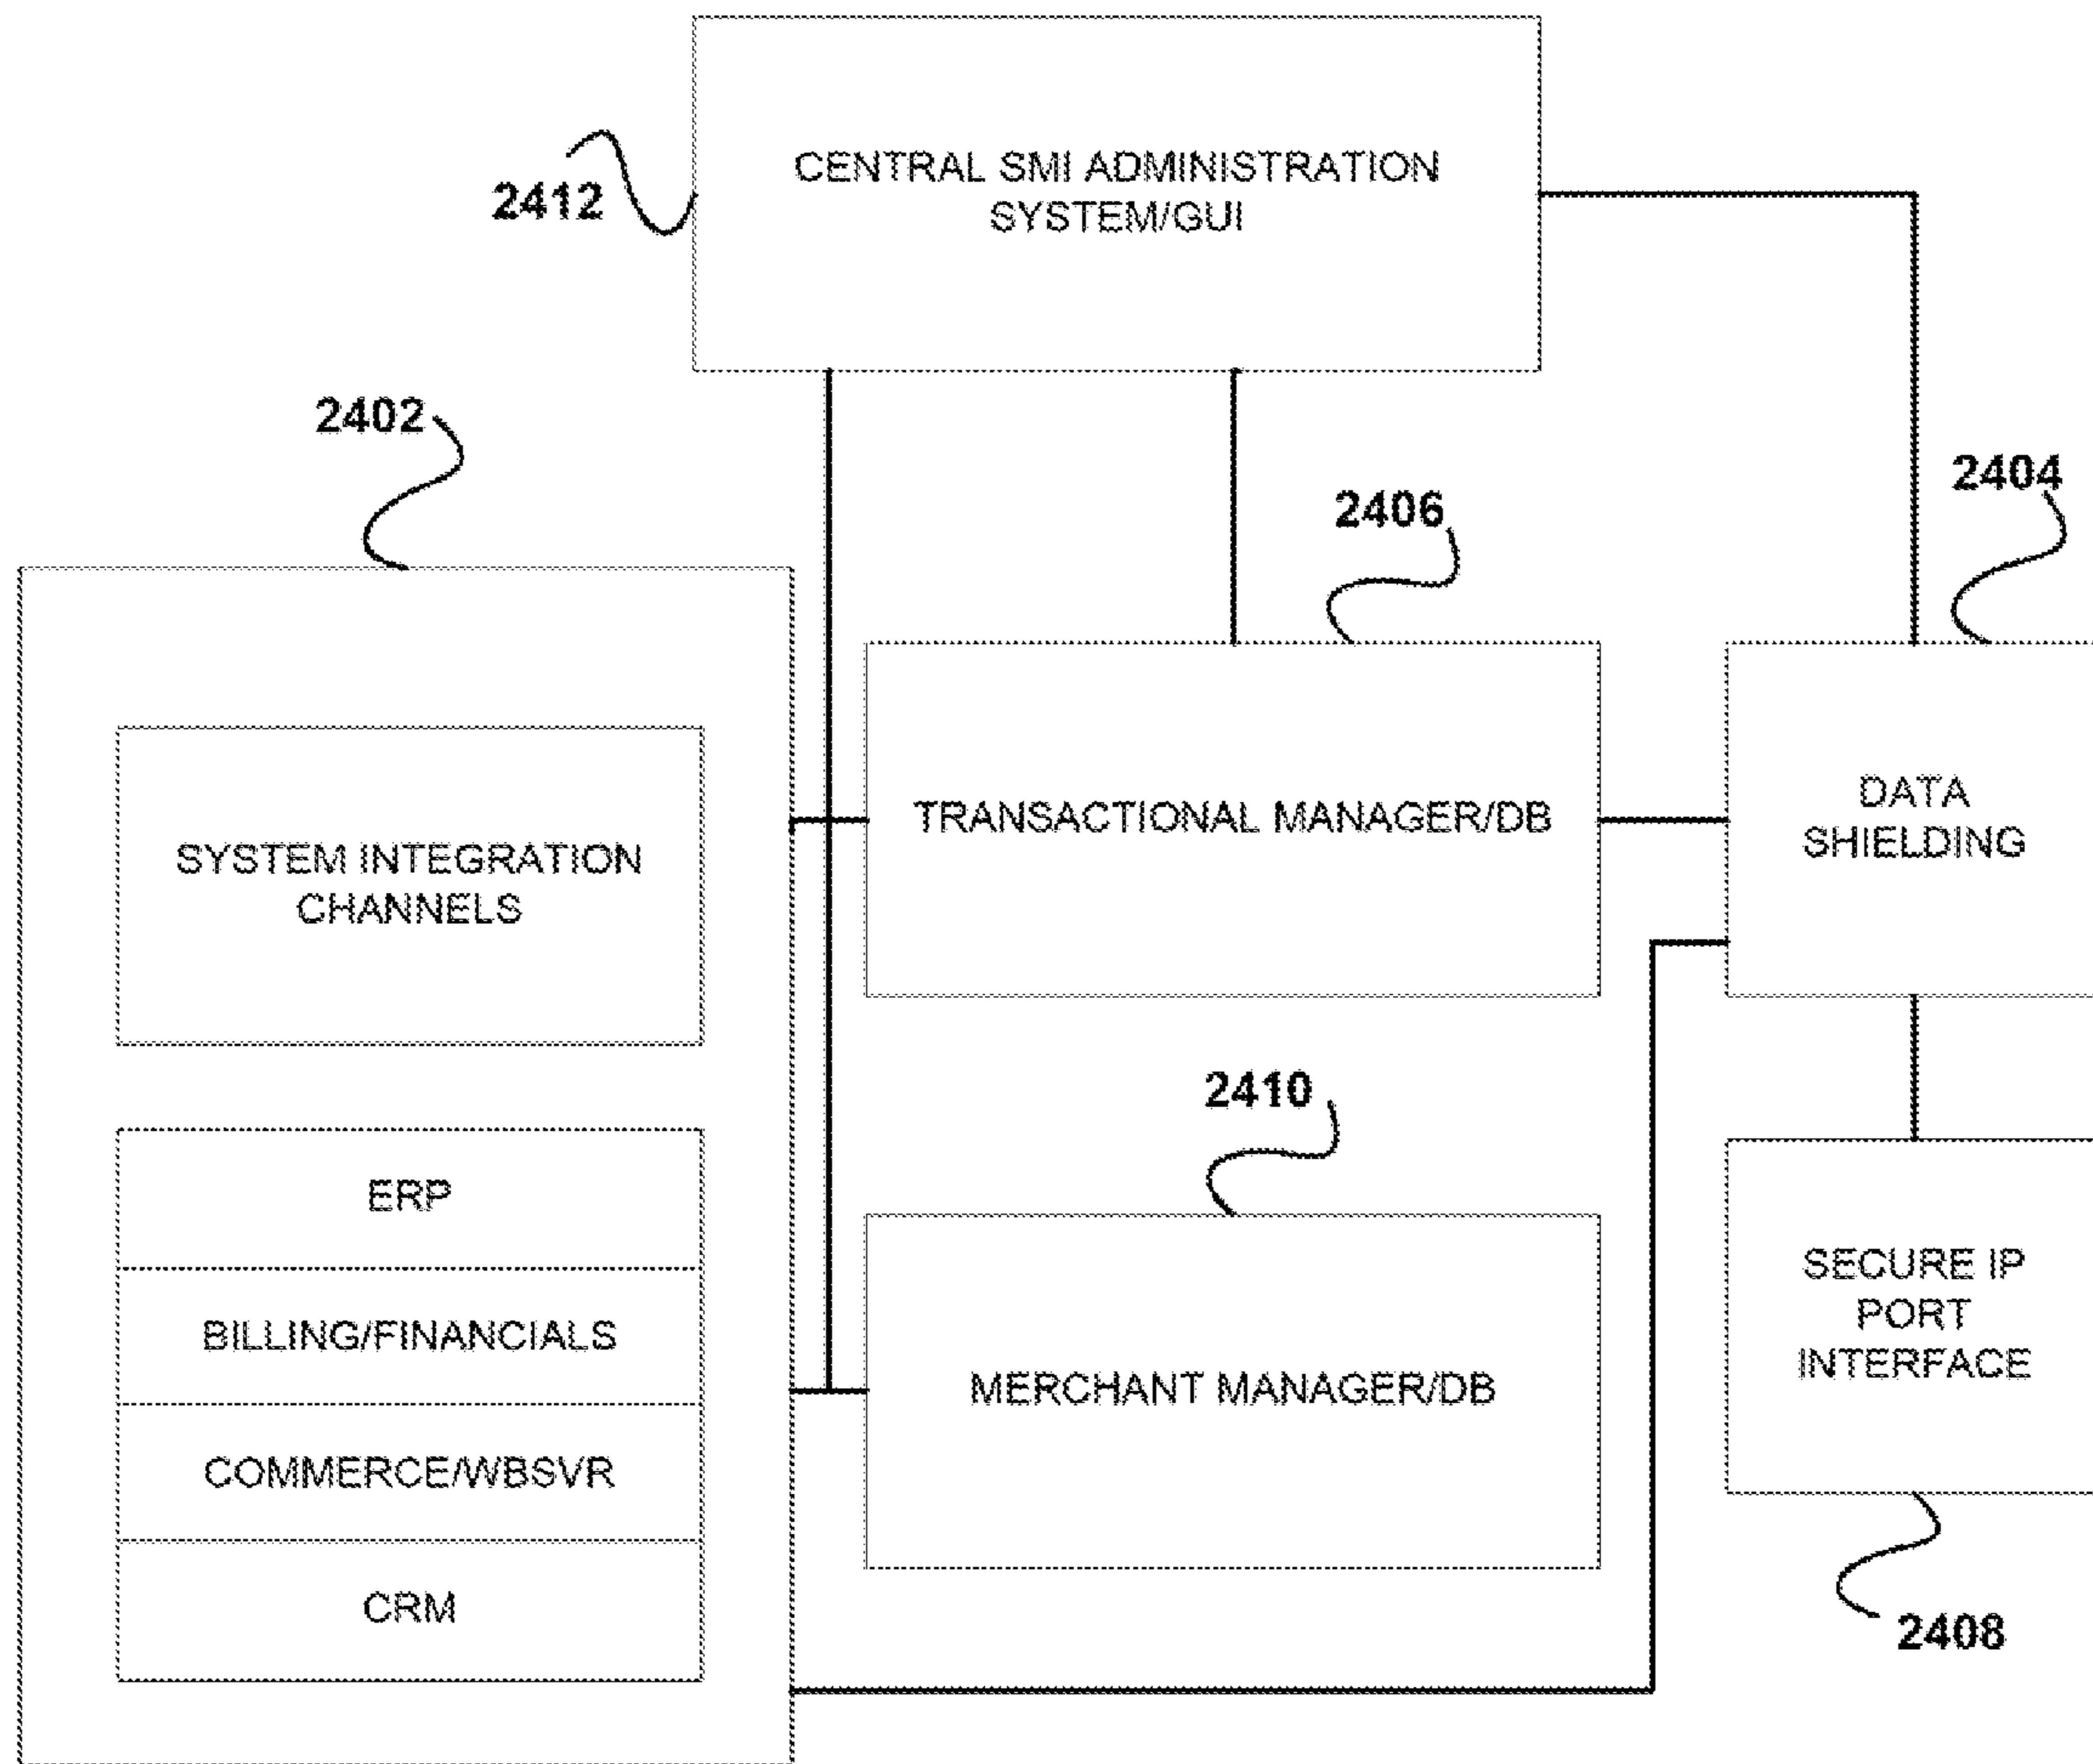 CENTRAL SMI ADMINISTRATION
SYSTEM/GUI
2412
2402
2404
2406
SYSTEM INTEGRATION
CHANNELS
TRANSACTIONAL MANAGER/DB
DATA
SHIELDING
2410
ERP
BILLING/FINANCIALS
COMMERCE/WBSVR
CRM
MERCHANT MANAGER/DB
SECURE IP
PORT
INTERFACE
2408